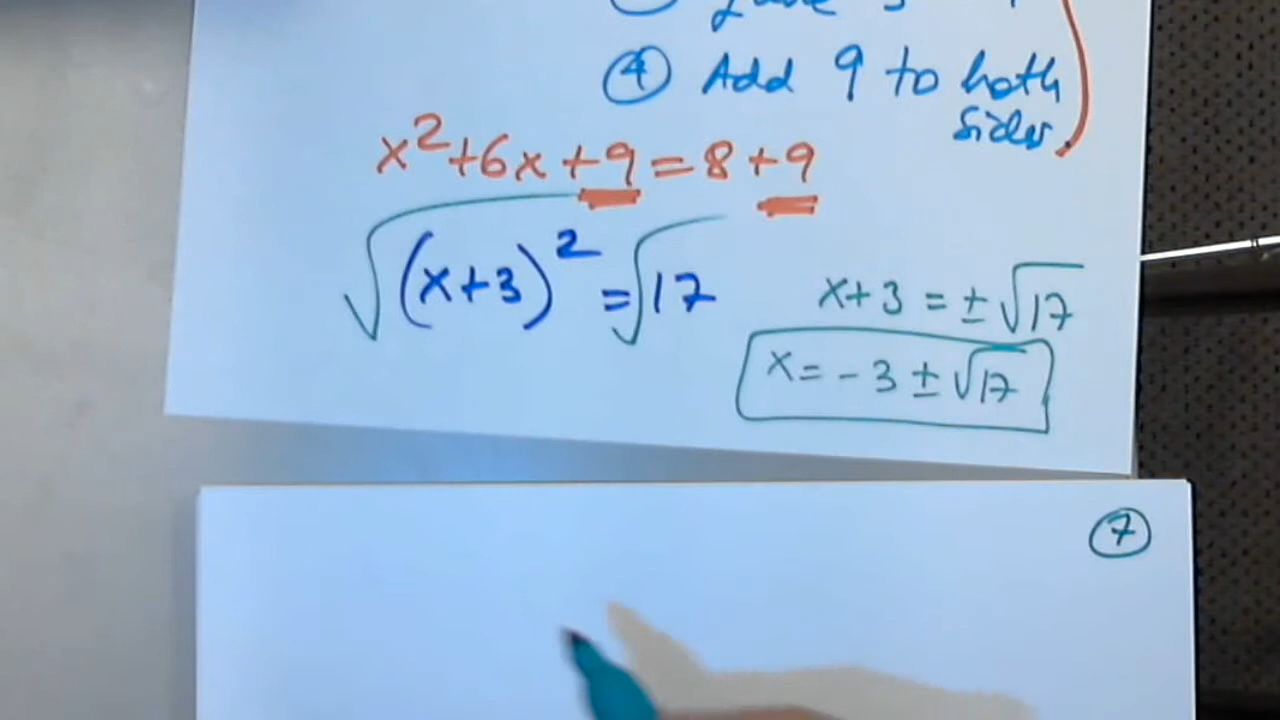 ④ Add 9 to both
sides.
x²+6x+9=8+9
√(x+3)²=√17
x+3=±√17
x=-3±√17
⑦